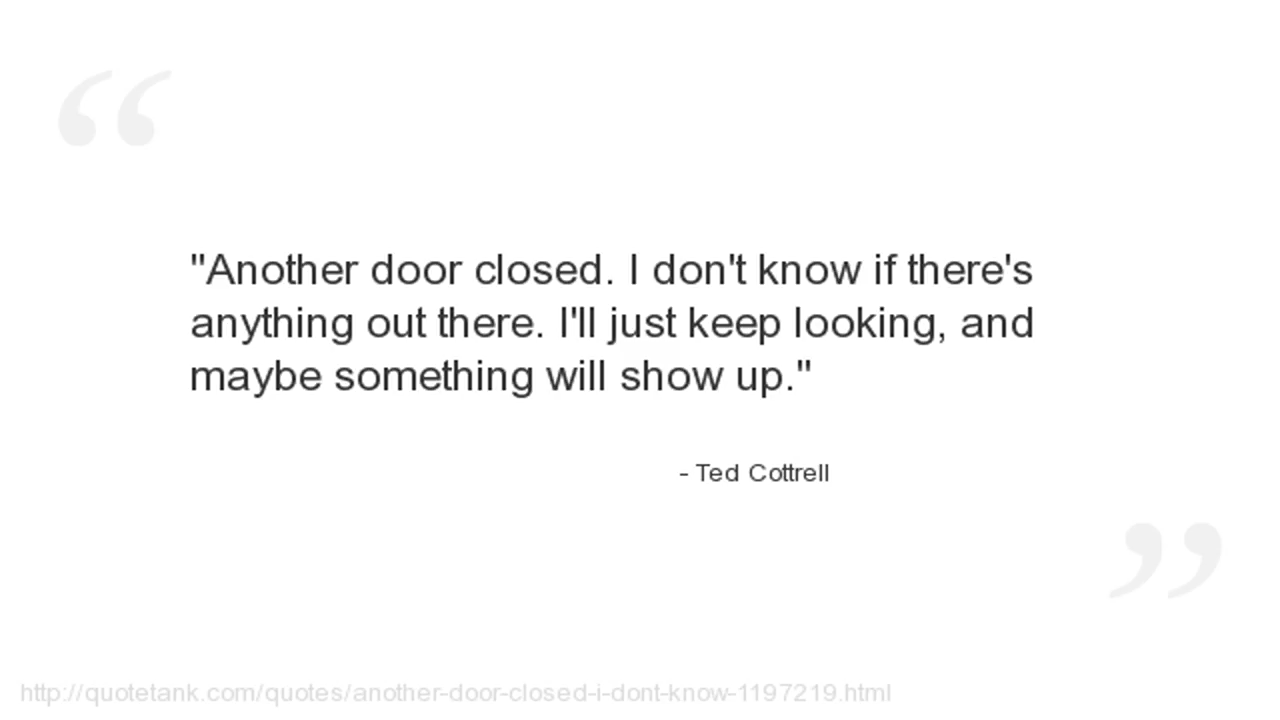 "Another door closed. I don't know if there's
anything out there. I'll just keep looking, and
maybe something will show up."
- Ted Cottrell
http://quotetank.com/quotes/another-door-closed-i-dont-know-1197219.html